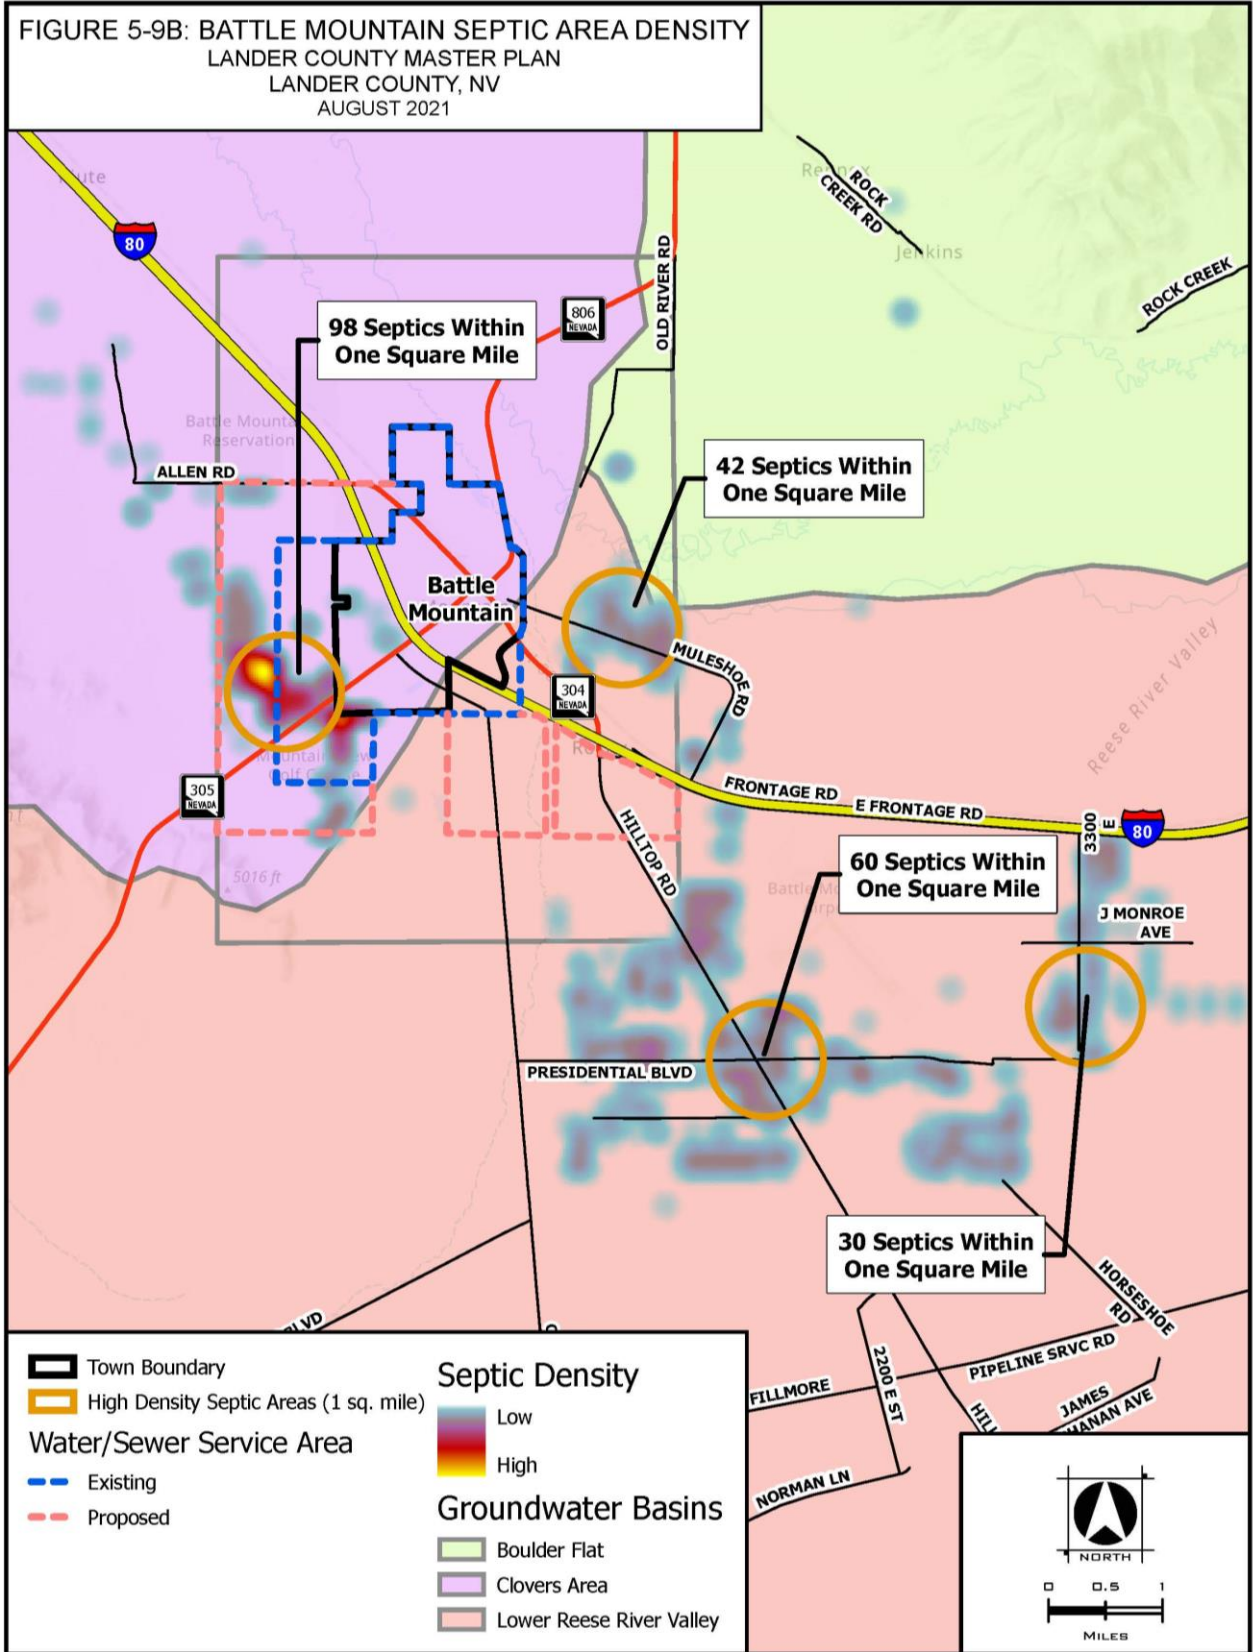 FIGURE 5-9B: BATTLE MOUNTAIN SEPTIC AREA DENSITY
LANDER COUNTY MASTER PLAN
LANDER COUNTY, NV
AUGUST 2021
80
OLD RIVER RD
ROCK
CREEK RD
Jenkins
ROCK CREEK
806
NEVADA
98 Septics Within
One Square Mile
Reservation
ALLEN RD
42 Septics Within
One Square Mile
Battle
Mountain
MULESHOE RD
304
NEVADA
Reese River Valley
305
NEVADA
5016 ft
FRONTAGE RD
E FRONTAGE RD
3300
E
80
HILLTOP RD
60 Septics Within
One Square Mile
J MONROE
AVE
PRESIDENTIAL BLVD
30 Septics Within
One Square Mile
HORSESHOE
RD
BLVD
2200 E ST
PIPELINE SRVC RD
FILLMORE
JAMES
HANAN AVE
HILL
NORMAN LN
Town Boundary
High Density Septic Areas (1 sq. mile)
Water/Sewer Service Area
Existing
Proposed
Septic Density
Low
High
Groundwater Basins
Boulder Flat
Clovers Area
Lower Reese River Valley
NORTH
0 0.5 1
MILES